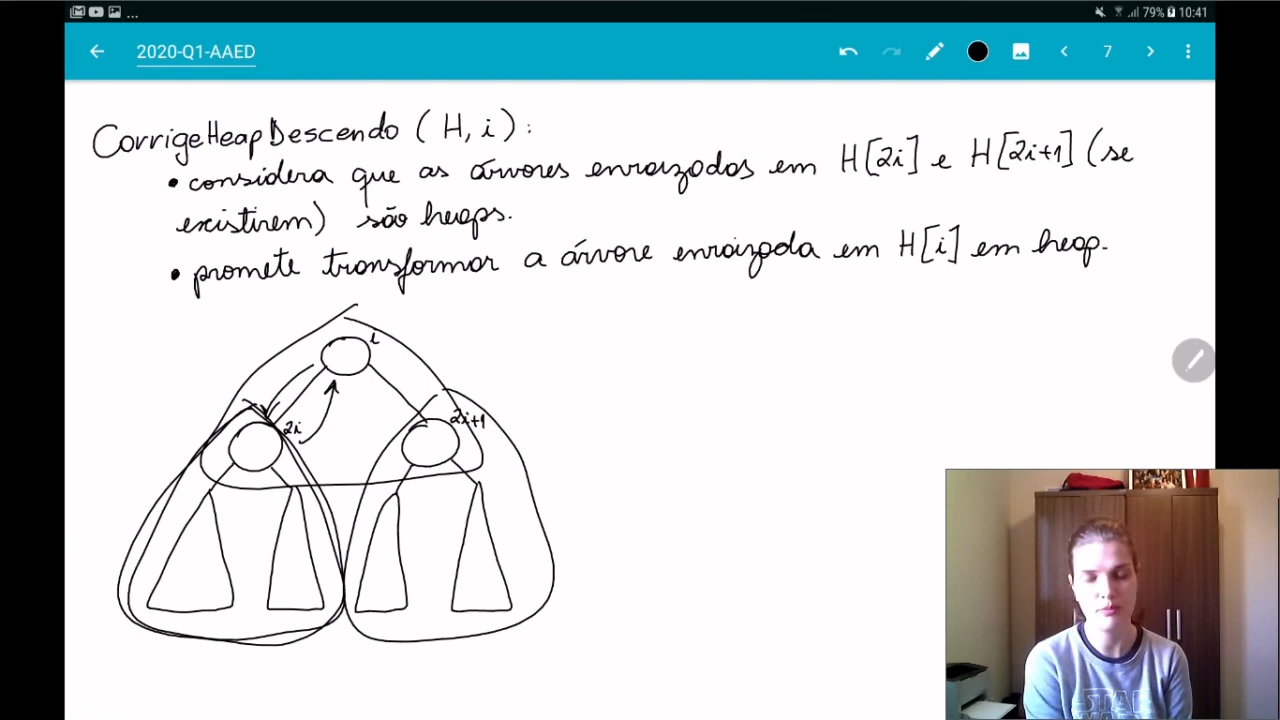 ... 79% 10:41
2020-Q1-AAED 7
CorrigeHeapDescendo (H, i):
• considera que as árvores enraizadas em H[2i] e H[2i+1] (se
existirem) são heaps.
• promete transformar a árvore enraizada em H[i] em heap.
i
2i
2i+1
STAR